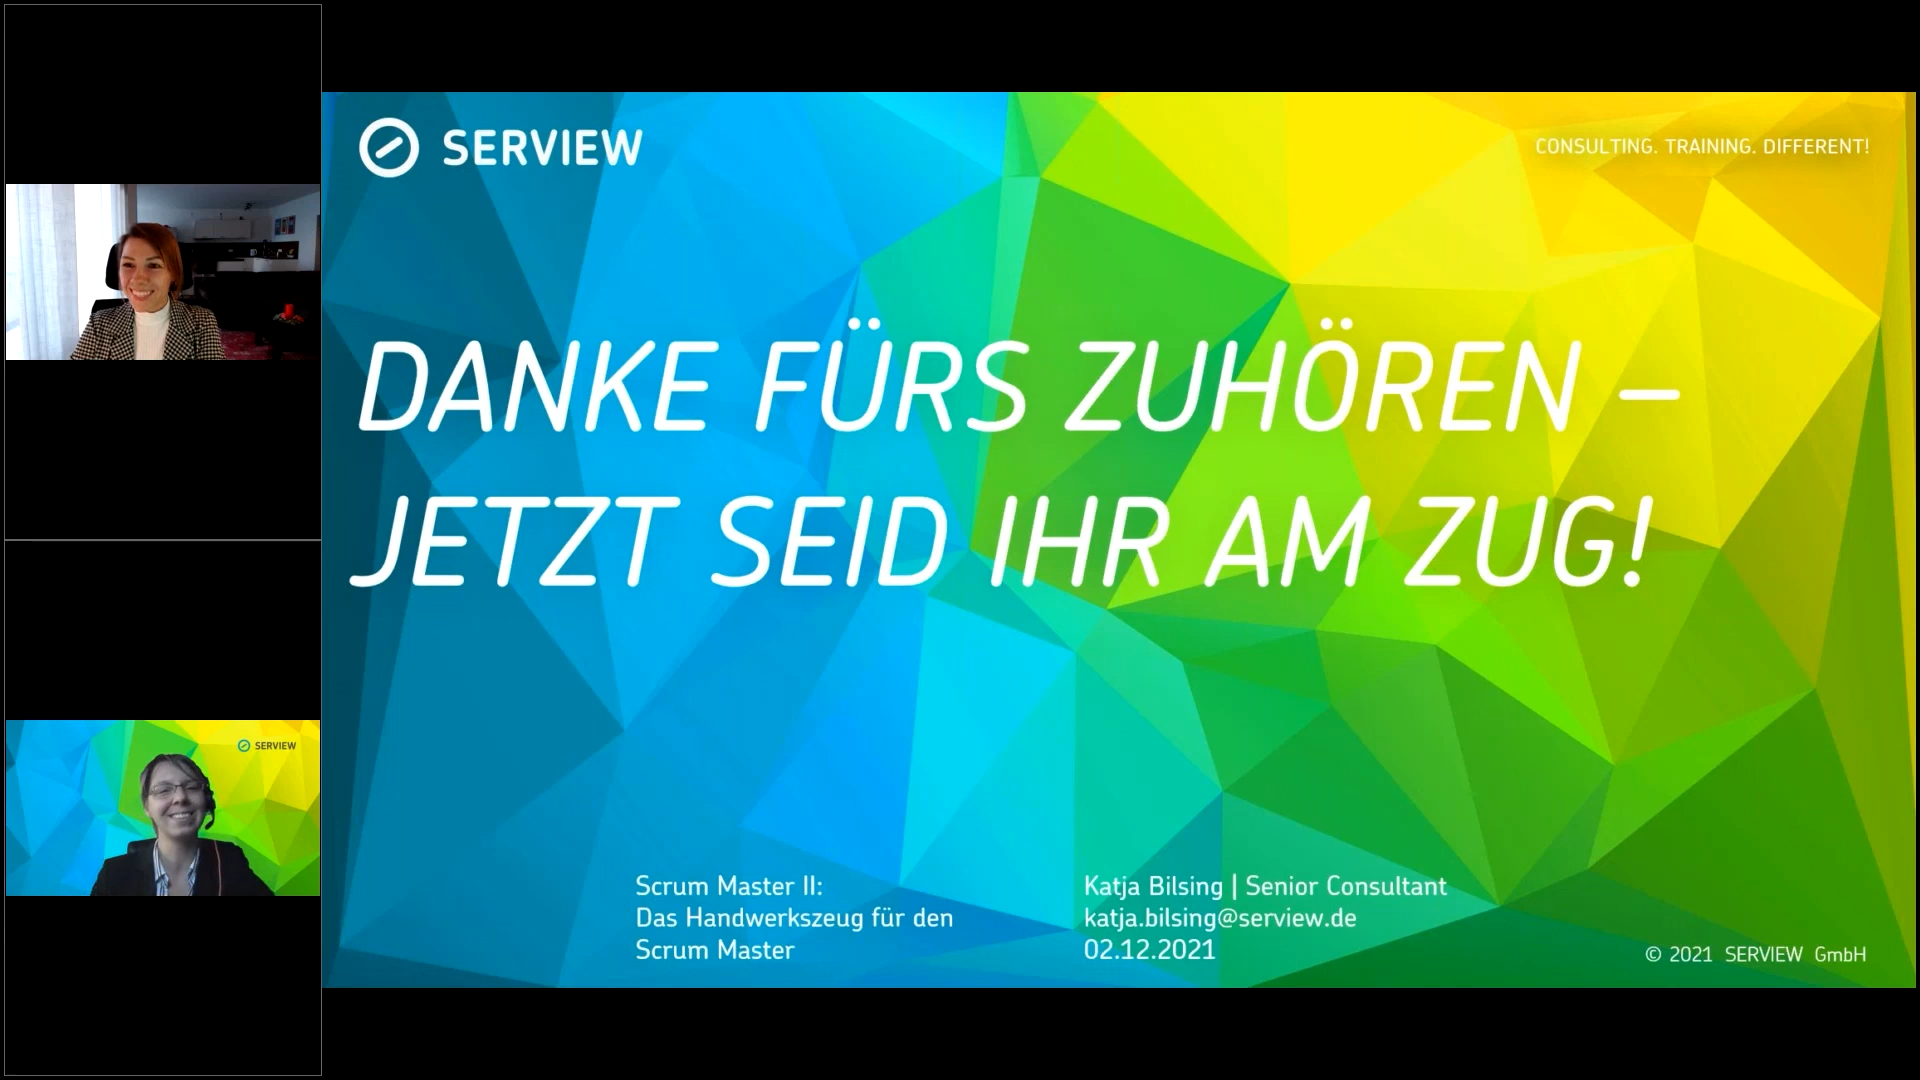 SERVIEW
CONSULTING. TRAINING. DIFFERENT!
DANKE FÜRS ZUHÖREN –
JETZT SEID IHR AM ZUG!
SERVIEW
Scrum Master II:
Das Handwerkszeug für den
Scrum Master
Katja Bilsing | Senior Consultant
katja.bilsing@serview.de
02.12.2021
© 2021 SERVIEW GmbH